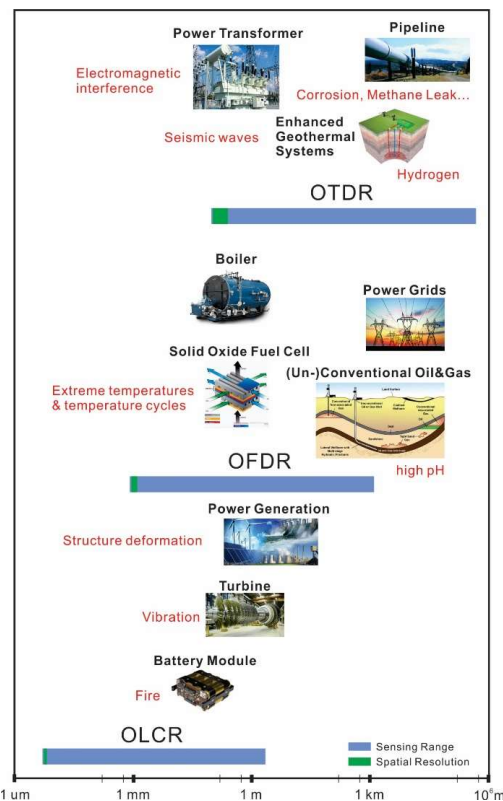 Power Transformer
Pipeline
Electromagnetic
interference
Corrosion, Methane Leak...
Seismic waves
Enhanced
Geothermal
Systems
Hydrogen
OTDR
Boiler
Power Grids
Solid Oxide Fuel Cell
(Un-)Conventional Oil&Gas
Extreme temperatures
& temperature cycles
high pH
OFDR
Power Generation
Structure deformation
Turbine
Vibration
Battery Module
Fire
OLCR
Sensing Range
Spatial Resolution
1 um
1 mm
1 m
1 km
10⁶m